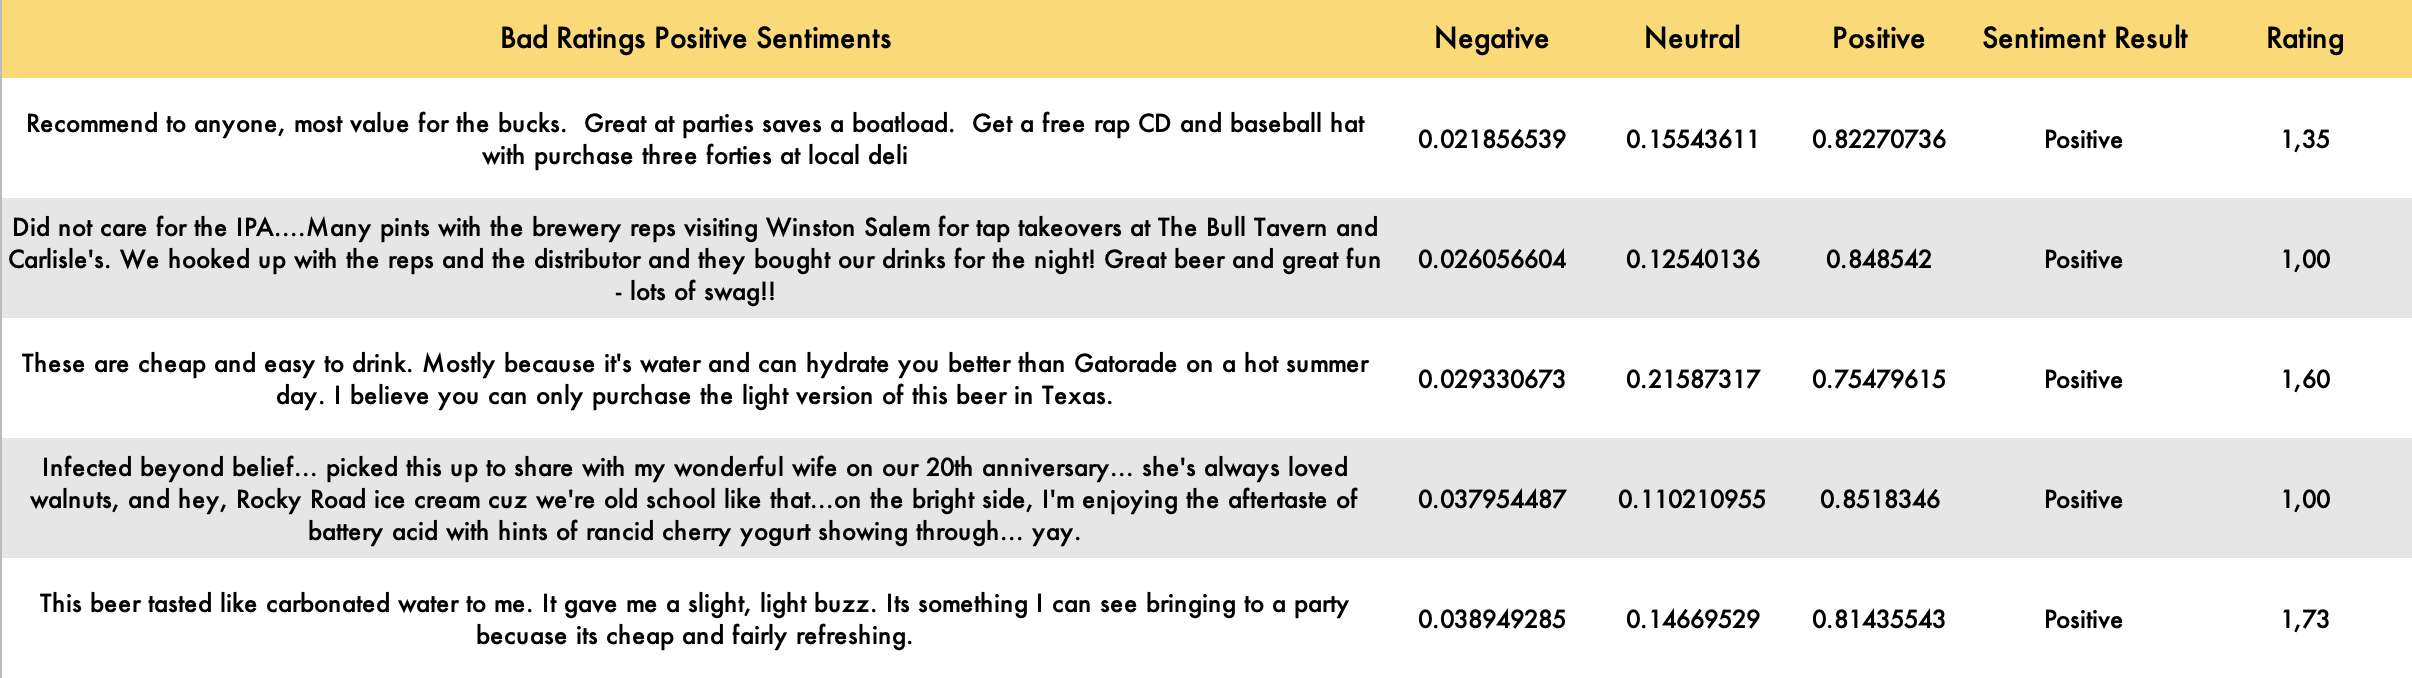 Bad Ratings Positive Sentiments Negative Neutral Positive Sentiment Result Rating
Recommend to anyone, most value for the bucks.  Great at parties saves a boatload.  Get a free rap CD and baseball hat
with purchase three forties at local deli
0.021856539 0.15543611 0.82270736 Positive 1,35
Did not care for the IPA....Many pints with the brewery reps visiting Winston Salem for tap takeovers at The Bull Tavern and
Carlisle's. We hooked up with the reps and the distributor and they bought our drinks for the night! Great beer and great fun
- lots of swag!!
0.026056604 0.12540136 0.848542 Positive 1,00
These are cheap and easy to drink. Mostly because it's water and can hydrate you better than Gatorade on a hot summer
day. I believe you can only purchase the light version of this beer in Texas.
0.029330673 0.21587317 0.75479615 Positive 1,60
Infected beyond belief... picked this up to share with my wonderful wife on our 20th anniversary... she's always loved
walnuts, and hey, Rocky Road ice cream cuz we're old school like that...on the bright side, I'm enjoying the aftertaste of
battery acid with hints of rancid cherry yogurt showing through... yay.
0.037954487 0.110210955 0.8518346 Positive 1,00
This beer tasted like carbonated water to me. It gave me a slight, light buzz. Its something I can see bringing to a party
becuase its cheap and fairly refreshing.
0.038949285 0.14669529 0.81435543 Positive 1,73